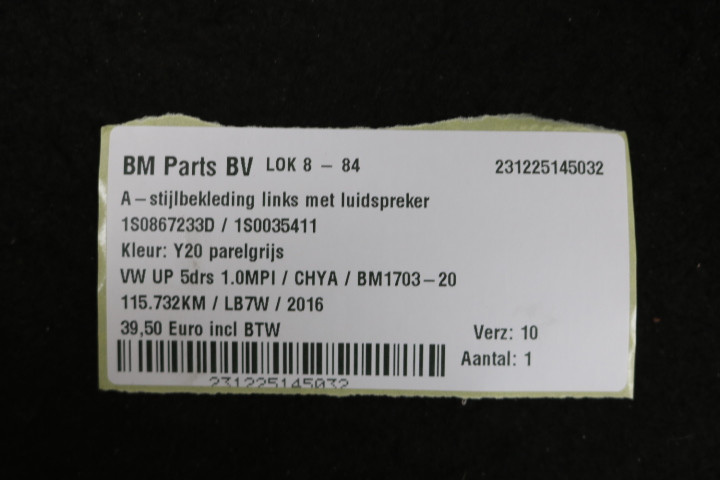 BM Parts BV LOK 8 – 84 231225145032
A–stijlbekleding links met luidspreker
1S0867233D / 1S0035411
Kleur: Y20 parelgrijs
VW UP 5drs 1.0MPI / CHYA / BM1703–20
115.732KM / LB7W / 2016
39,50 Euro incl BTW Verz: 10
Aantal: 1
231225145032